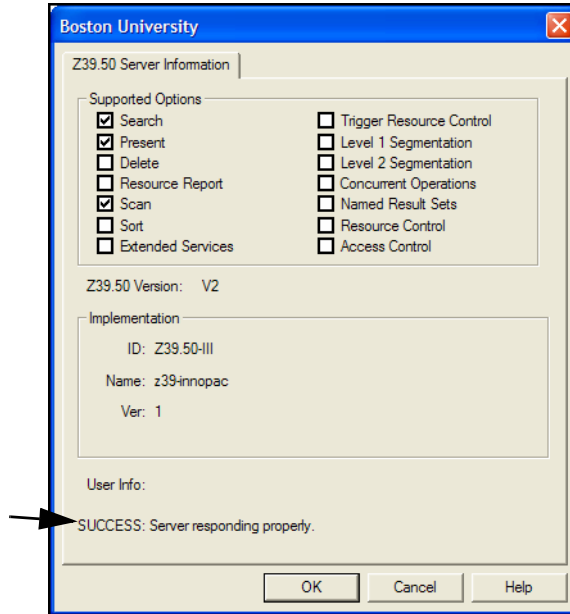 Boston University
Z39.50 Server Information
Supported Options
Search
Present
Delete
Resource Report
Scan
Sort
Extended Services
Trigger Resource Control
Level 1 Segmentation
Level 2 Segmentation
Concurrent Operations
Named Result Sets
Resource Control
Access Control
Z39.50 Version: V2
Implementation
ID: Z39.50-III
Name: z39-innopac
Ver: 1
User Info:
SUCCESS: Server responding properly.
OK Cancel Help